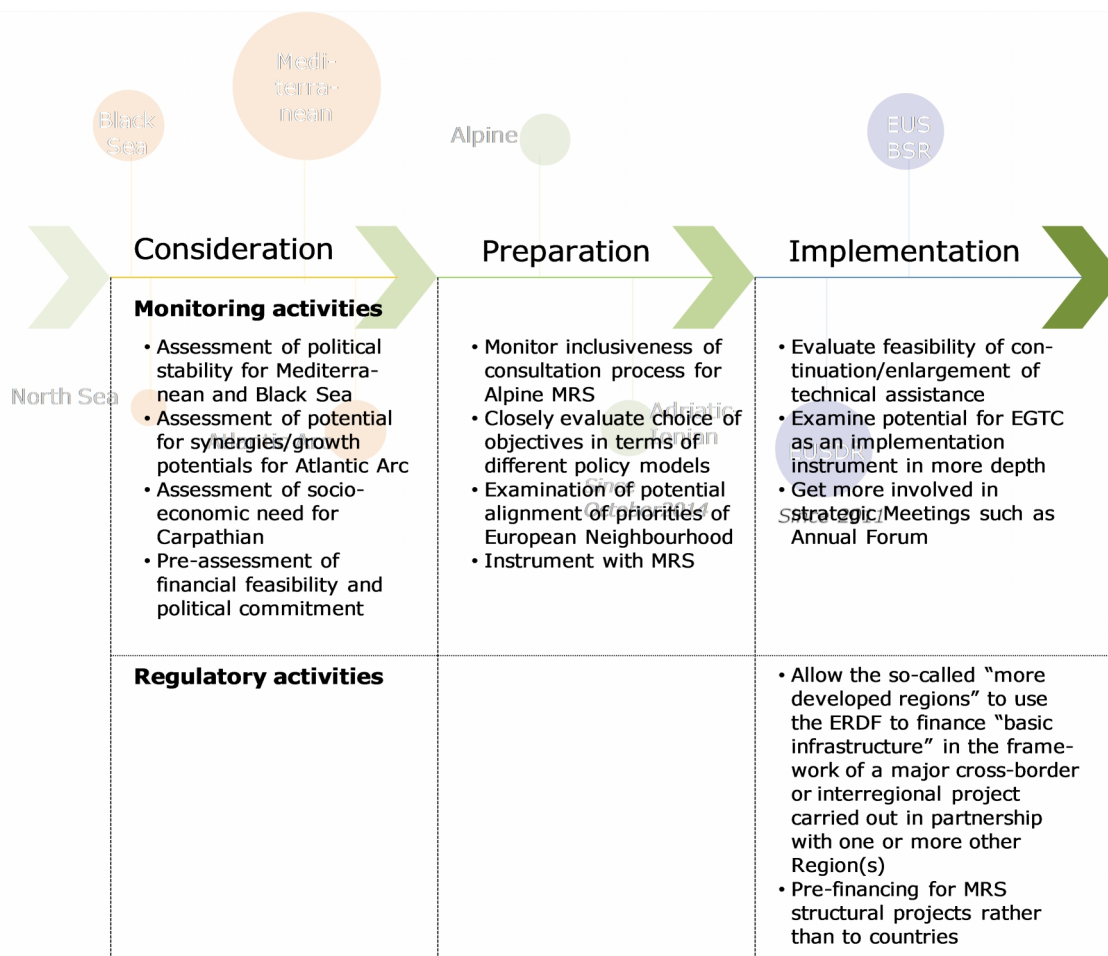 Medi-
terra-
nean
Black
Sea
Alpine
EUS
BSR
Consideration
Preparation
Implementation
Monitoring activities
• Assessment of political
stability for Mediterra-
nean and Black Sea
• Assessment of potential
for synergies/growth
potentials for Atlantic Arc
• Assessment of socio-
economic need for
Carpathian
• Pre-assessment of
financial feasibility and
political commitment
North Sea
Atlantic Arc
• Monitor inclusiveness of
consultation process for
Alpine MRS
• Closely evaluate choice of
objectives in terms of
different policy models
• Examination of potential
alignment of priorities of
European Neighbourhood
• Instrument with MRS
Adriatic
Ionian
Since
October2014
• Evaluate feasibility of con-
tinuation/enlargement of
technical assistance
• Examine potential for EGTC
as an implementation
instrument in more depth
• Get more involved in
strategic Meetings such as
Annual Forum
EUSDR
Since 2011
Regulatory activities
• Allow the so-called “more
developed regions” to use
the ERDF to finance “basic
infrastructure” in the frame-
work of a major cross-border
or interregional project
carried out in partnership
with one or more other
Region(s)
• Pre-financing for MRS
structural projects rather
than to countries